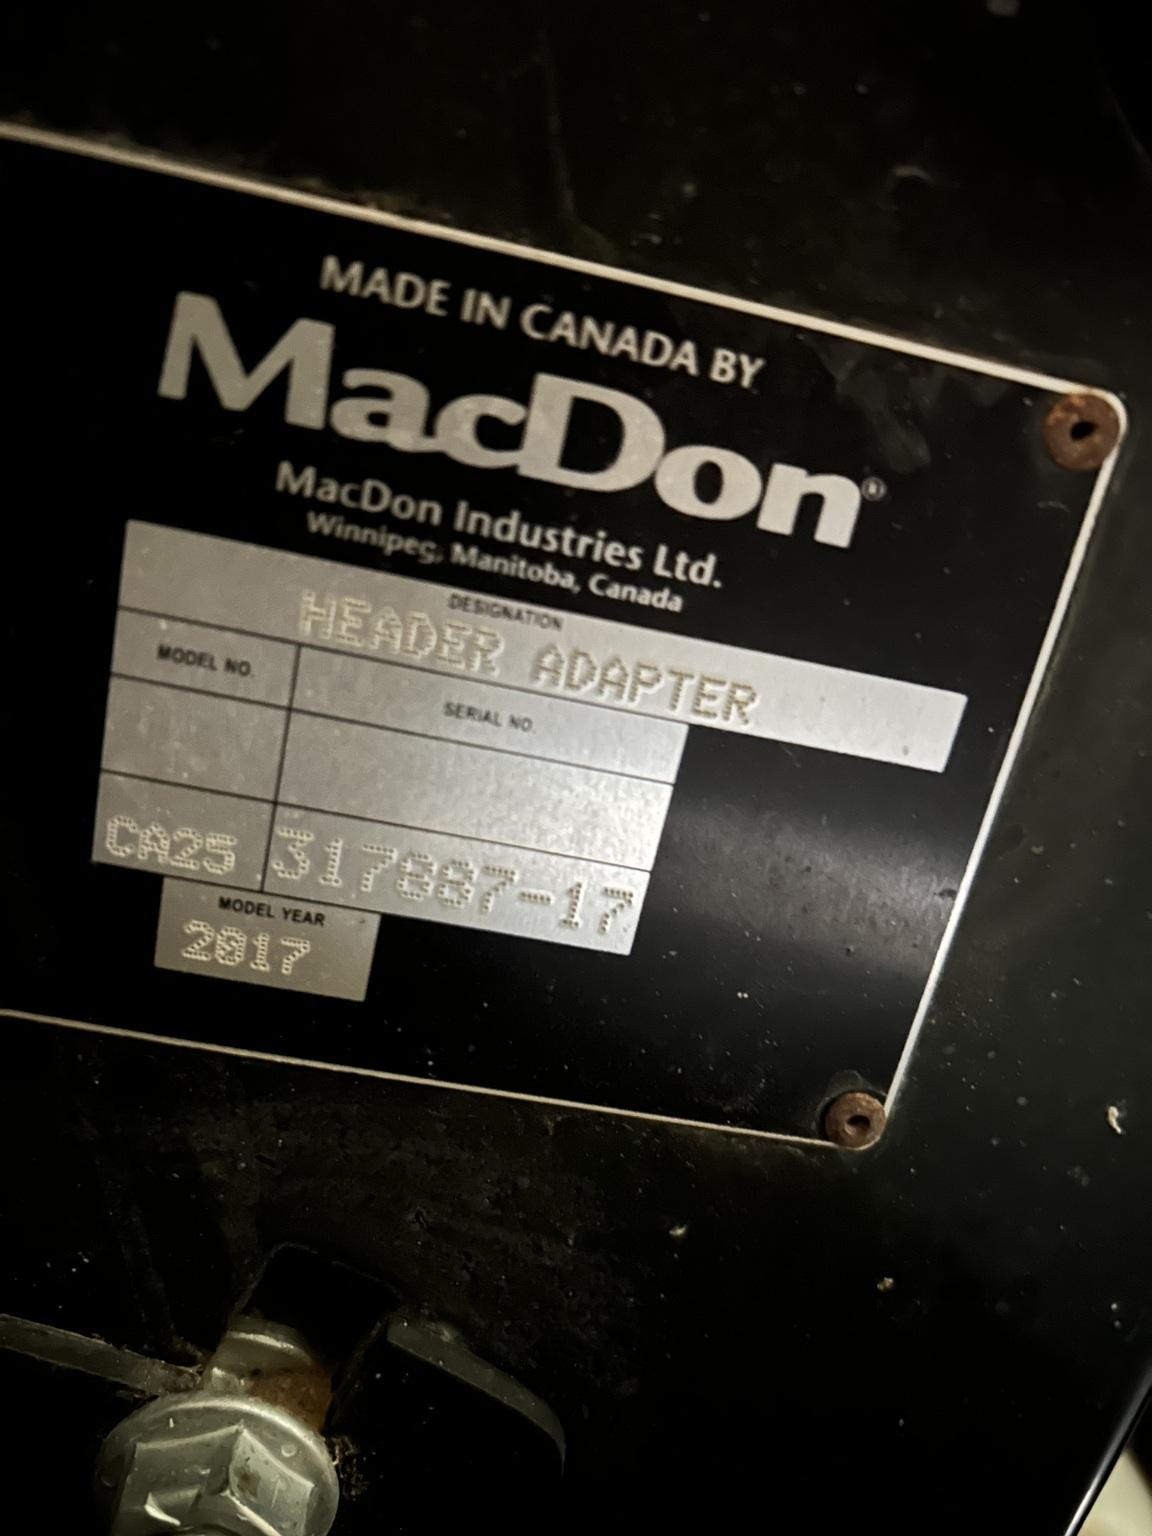 MADE IN CANADA BY
MacDon®
MacDon Industries Ltd.
Winnipeg, Manitoba, Canada
DESIGNATION
HEADER ADAPTER
MODEL NO. SERIAL NO.
CA25 317887-17
MODEL YEAR
2017